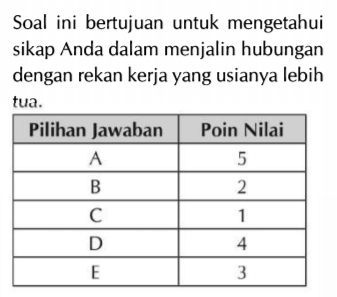 Soal ini bertujuan untuk mengetahui
sikap Anda dalam menjalin hubungan
dengan rekan kerja yang usianya lebih
tua.
Pilihan Jawaban Poin Nilai
A 5
B 2
C 1
D 4
E 3